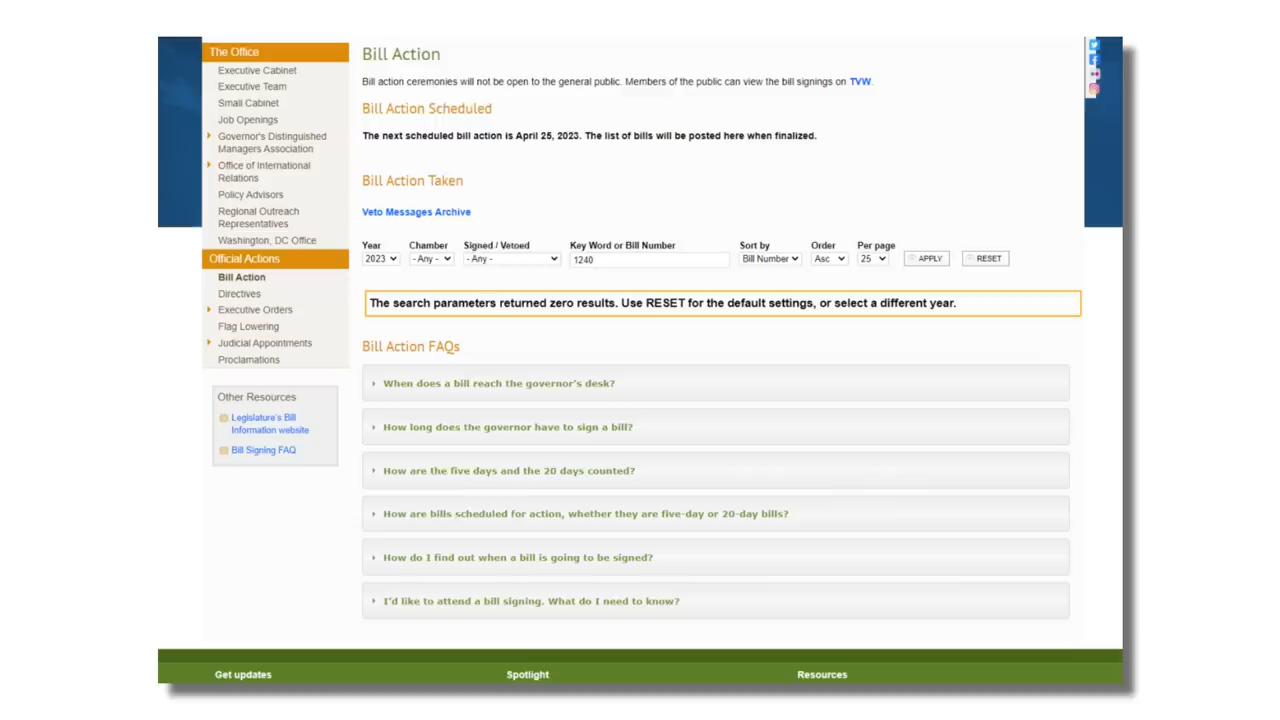 The Office
Executive Cabinet
Executive Team
Small Cabinet
Job Openings
Governor's Distinguished
Managers Association
Office of International
Relations
Policy Advisors
Regional Outreach
Representatives
Washington, DC Office
Official Actions
Bill Action
Directives
Executive Orders
Flag Lowering
Judicial Appointments
Proclamations
Other Resources
Legislature's Bill
Information website
Bill Signing FAQ
Bill Action
Bill action ceremonies will not be open to the general public. Members of the public can view the bill signings on TVW.
Bill Action Scheduled
The next scheduled bill action is April 25, 2023. The list of bills will be posted here when finalized.
Bill Action Taken
Veto Messages Archive
Year Chamber Signed / Vetoed Key Word or Bill Number Sort by Order Per page
2023 - Any - - Any - 1240 Bill Number Asc 25 APPLY RESET
The search parameters returned zero results. Use RESET for the default settings, or select a different year.
Bill Action FAQs
When does a bill reach the governor's desk?
How long does the governor have to sign a bill?
How are the five days and the 20 days counted?
How are bills scheduled for action, whether they are five-day or 20-day bills?
How do I find out when a bill is going to be signed?
I'd like to attend a bill signing. What do I need to know?
Get updates Spotlight Resources